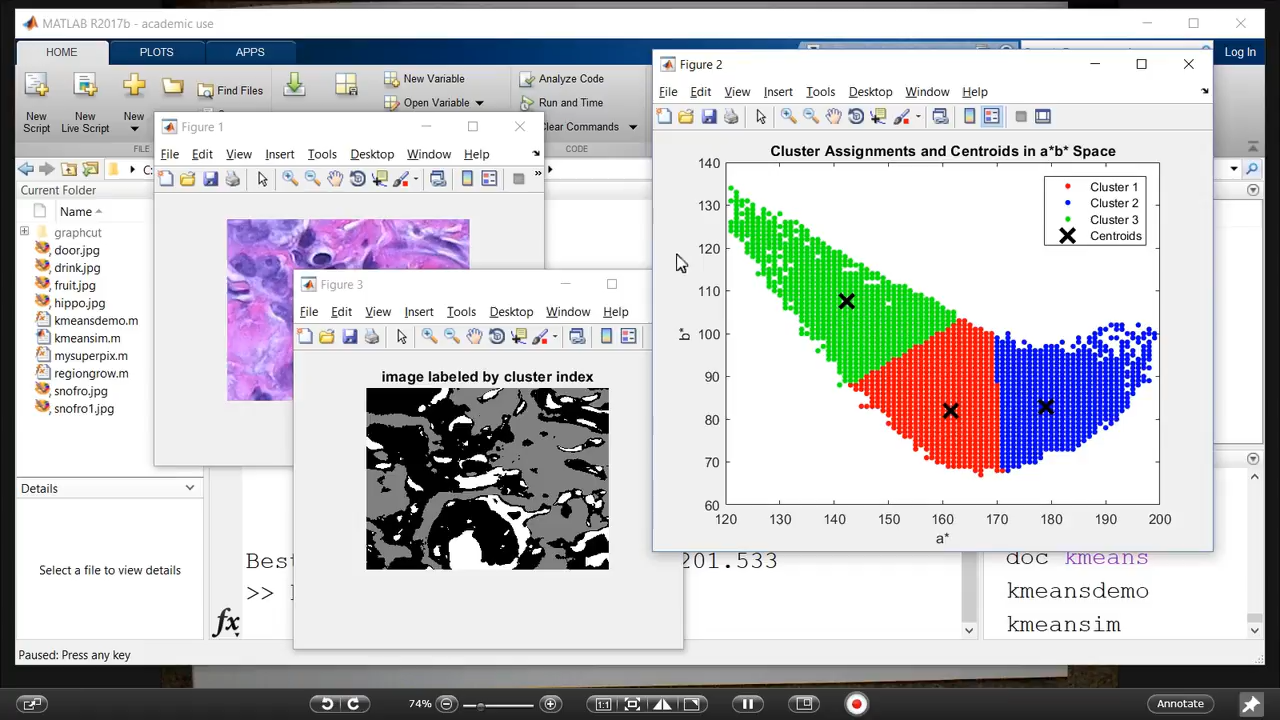 MATLAB R2017b - academic use
HOME
PLOTS
APPS
Log In
New Script
New Live Script
New
Find Files
New Variable
Open Variable
Analyze Code
Run and Time
Clear Commands
FILE
CODE
C:
Current Folder
Name
graphcut
door.jpg
drink.jpg
fruit.jpg
hippo.jpg
kmeansdemo.m
kmeansim.m
mysuperpix.m
regiongrow.m
snofro.jpg
snofro1.jpg
Details
Select a file to view details
Paused: Press any key
Figure 1
File Edit View Insert Tools Desktop Window Help
Figure 3
File Edit View Insert Tools Desktop Window Help
image labeled by cluster index
Figure 2
File Edit View Insert Tools Desktop Window Help
Cluster Assignments and Centroids in a*b* Space
Cluster 1
Cluster 2
Cluster 3
Centroids
140
130
120
110
100
90
80
70
60
b*
120 130 140 150 160 170 180 190 200
a*
Best
201.533
>>
fx
doc kmeans
kmeansdemo
kmeansim
74%
1:1
Annotate